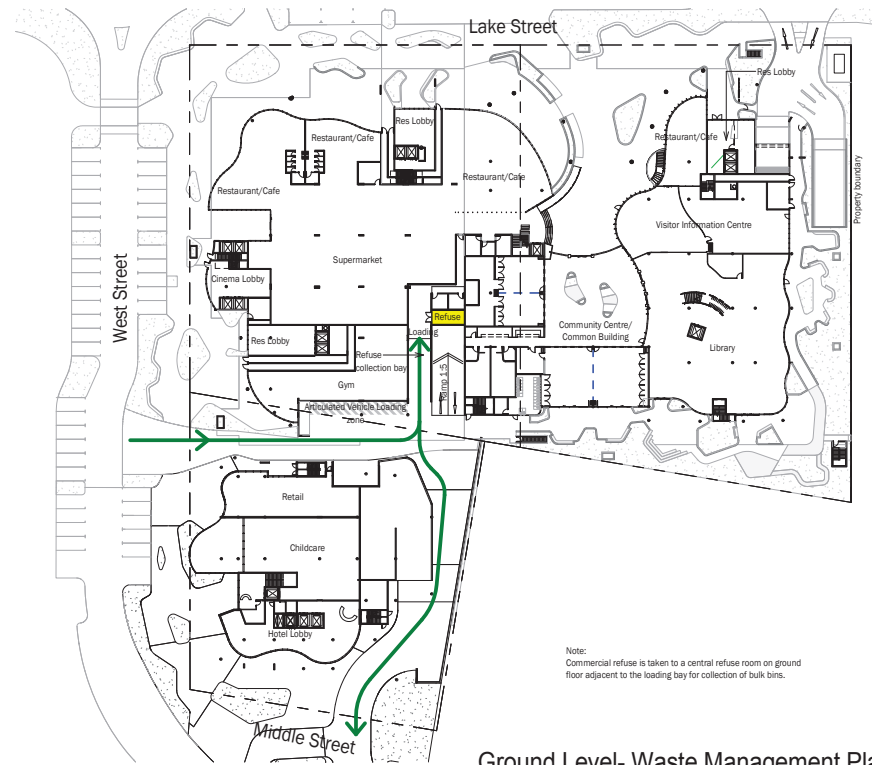 Lake Street
Res Lobby
Res Lobby
Restaurant/Cafe
Restaurant/Cafe
Restaurant/Cafe
Restaurant/Cafe
Property boundary
Visitor Information Centre
Supermarket
Cinema Lobby
West Street
Refuse
Loading
Community Centre/
Common Building
Library
Res Lobby
Refuse
collection bay
Ramp 1:5
Gym
Articulated Vehicle Loading
zone
Retail
Childcare
Hotel Lobby
Note:
Commercial refuse is taken to a central refuse room on ground
floor adjacent to the loading bay for collection of bulk bins.
Middle Street
Ground Level- Waste Management Pla